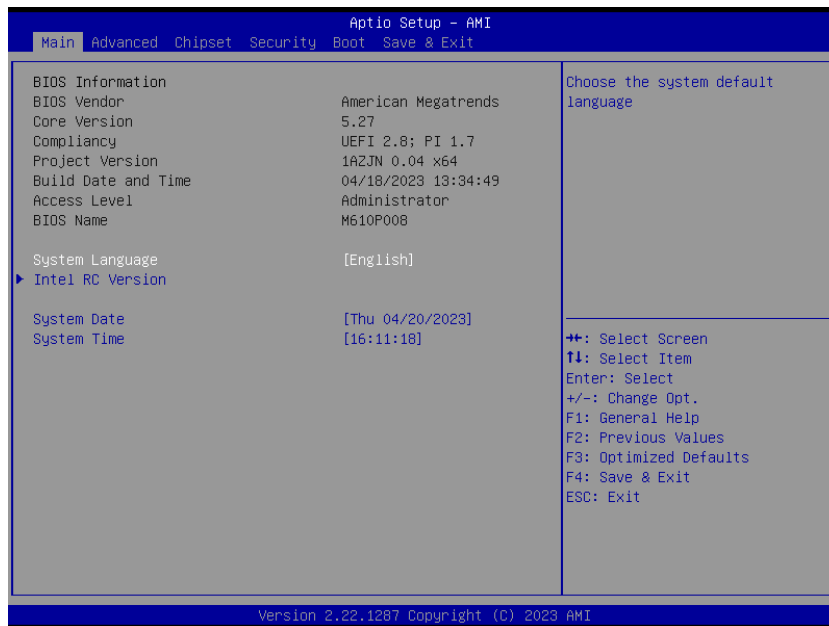 Aptio Setup – AMI
Main Advanced Chipset Security Boot Save & Exit
BIOS Information
BIOS Vendor American Megatrends
Core Version 5.27
Compliancy UEFI 2.8; PI 1.7
Project Version 1AZJN 0.04 x64
Build Date and Time 04/18/2023 13:34:49
Access Level Administrator
BIOS Name M610P008
System Language [English]
Intel RC Version
System Date [Thu 04/20/2023]
System Time [16:11:18]
Choose the system default
language
→←: Select Screen
↑↓: Select Item
Enter: Select
+/-: Change Opt.
F1: General Help
F2: Previous Values
F3: Optimized Defaults
F4: Save & Exit
ESC: Exit
Version 2.22.1287 Copyright (C) 2023 AMI